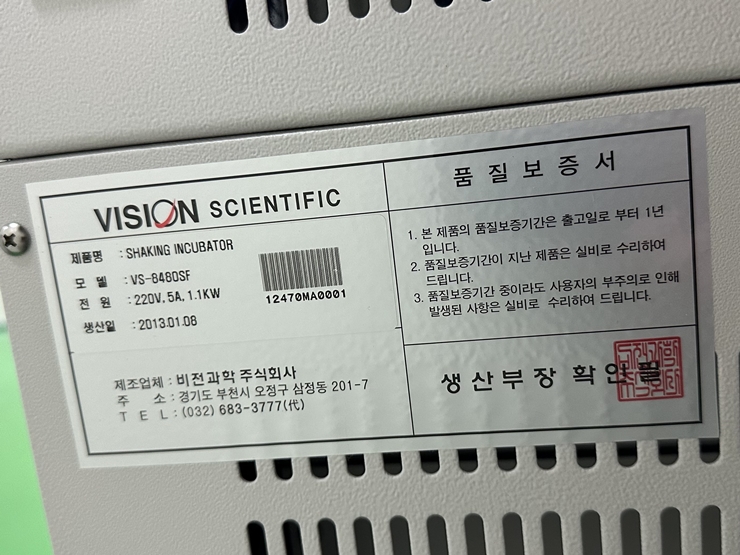 VISION SCIENTIFIC
제품명 : SHAKING INCUBATOR
모 델 : VS-8480SF
전 원 : 220V, 5A, 1.1KW
생산일 : 2013.01.08
12470MA0001
제조업체 : 비전과학 주식회사
주 소 : 경기도 부천시 오정구 삼정동 201-7
T E L : (032) 683-3777(代)
품질보증서
1. 본 제품의 품질보증기간은 출고일로 부터 1년
입니다.
2. 품질보증기간이 지난 제품은 실비로 수리하여
드립니다.
3. 품질보증기간 중이라도 사용자의 부주의로 인해
발생된 사항은 실비로 수리하여 드립니다.
생산부장 확인필